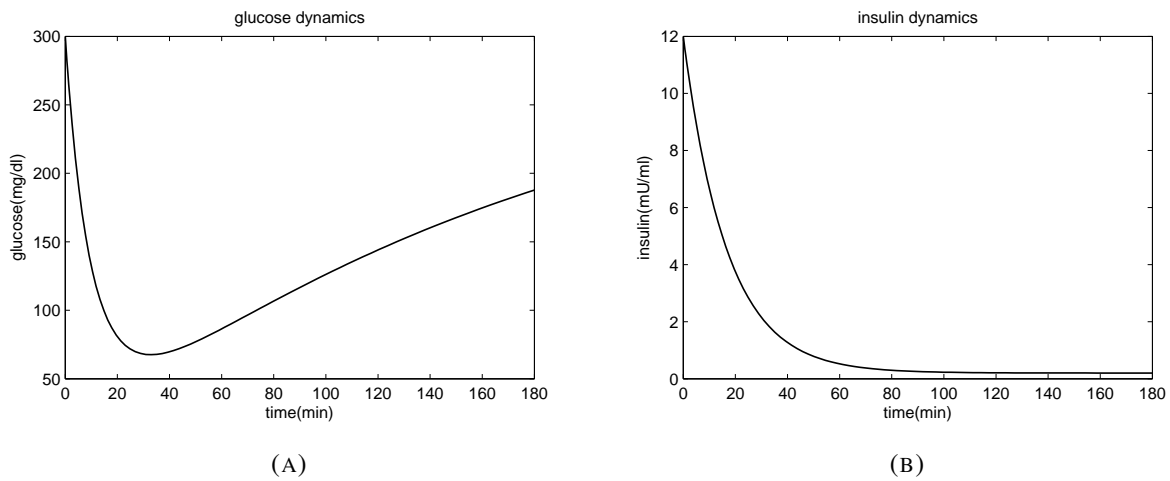 glucose dynamics
300
250
200
150
100
50
glucose(mg/dl)
0 20 40 60 80 100 120 140 160 180
time(min)
(A)
insulin dynamics
12
10
8
6
4
2
0
insulin(mU/ml)
0 20 40 60 80 100 120 140 160 180
time(min)
(B)